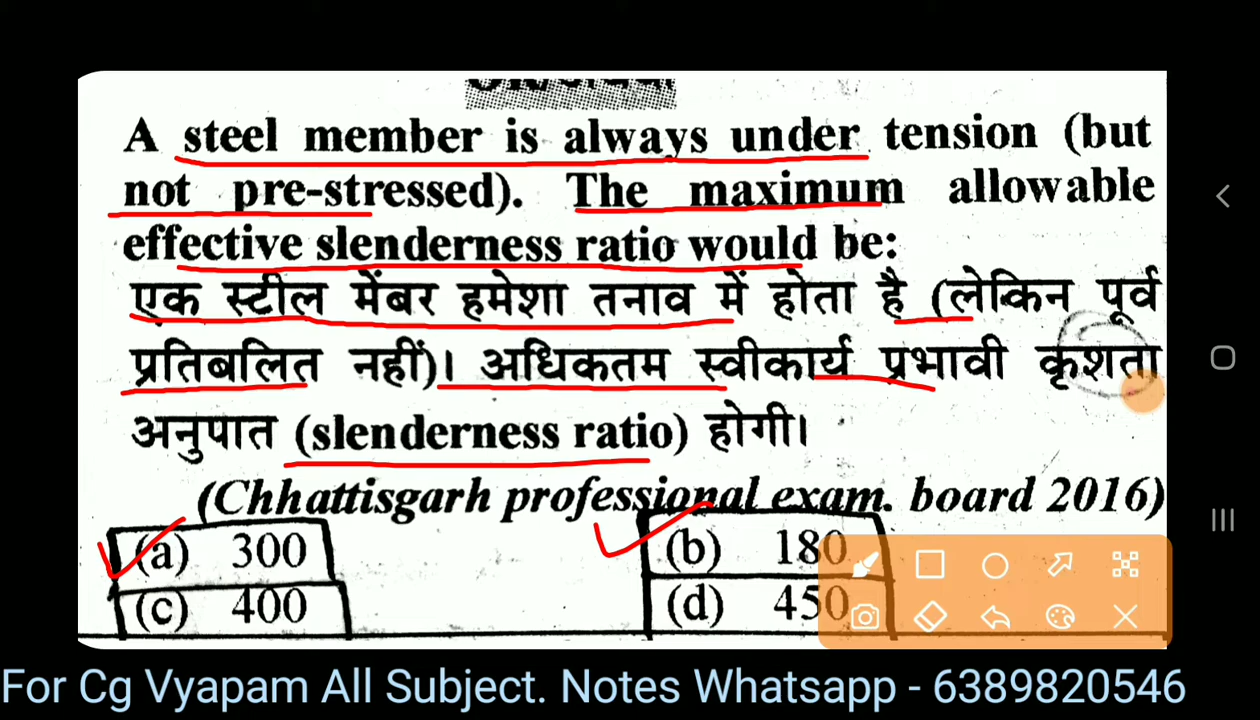 A steel member is always under tension (but
not pre-stressed). The maximum allowable
effective slenderness ratio would be:
एक स्टील मेंबर हमेशा तनाव में होता है (लेकिन पूर्व
प्रतिबलित नहीं)। अधिकतम स्वीकार्य प्रभावी कृशता
अनुपात (slenderness ratio) होगी।
(Chhattisgarh professional exam. board 2016)
(a) 300 (b) 180
(c) 400 (d) 450
For Cg Vyapam All Subject. Notes Whatsapp - 6389820546